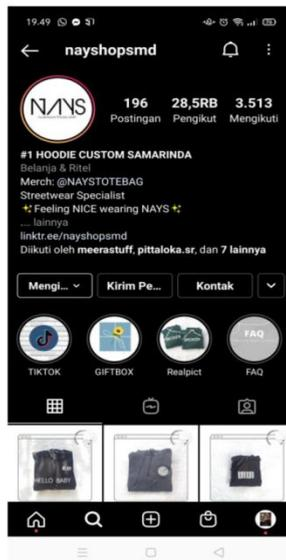 19.49
nayshopsmd
NAYS
196 28,5RB 3.513
Postingan Pengikut Mengikuti
#1 HOODIE CUSTOM SAMARINDA
Belanja & Ritel
Merch: @NAYSTOTEBAG
Streetwear Specialist
✨Feeling NICE wearing NAYS✨
.... lainnya
linktr.ee/nayshopsmd
Diikuti oleh meerastuff, pittaloka.sr, dan 7 lainnya
Mengi... Kirim Pe... Kontak
FAQ
TIKTOK GIFTBOX Realpict FAQ
HELLO BABY